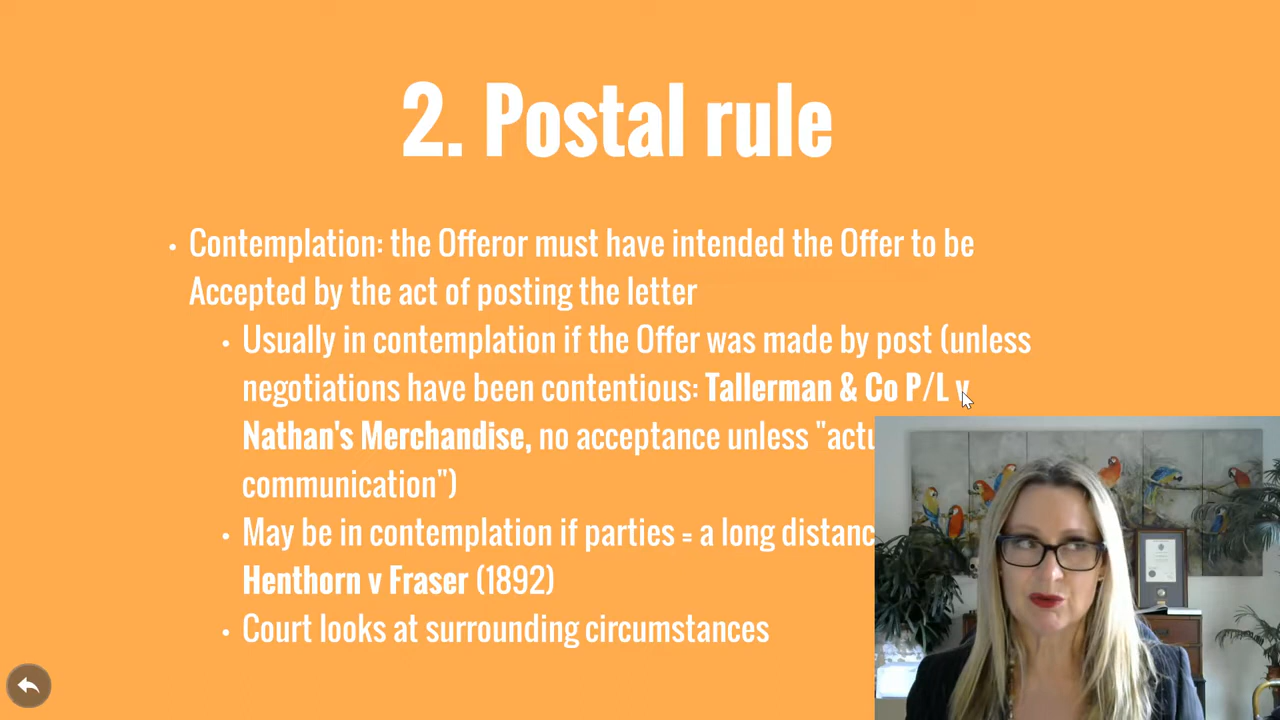 2. Postal rule
• Contemplation: the Offeror must have intended the Offer to be
Accepted by the act of posting the letter
• Usually in contemplation if the Offer was made by post (unless
negotiations have been contentious: Tallerman & Co P/L v
Nathan's Merchandise, no acceptance unless "actu
communication")
• May be in contemplation if parties = a long distanc
Henthorn v Fraser (1892)
• Court looks at surrounding circumstances